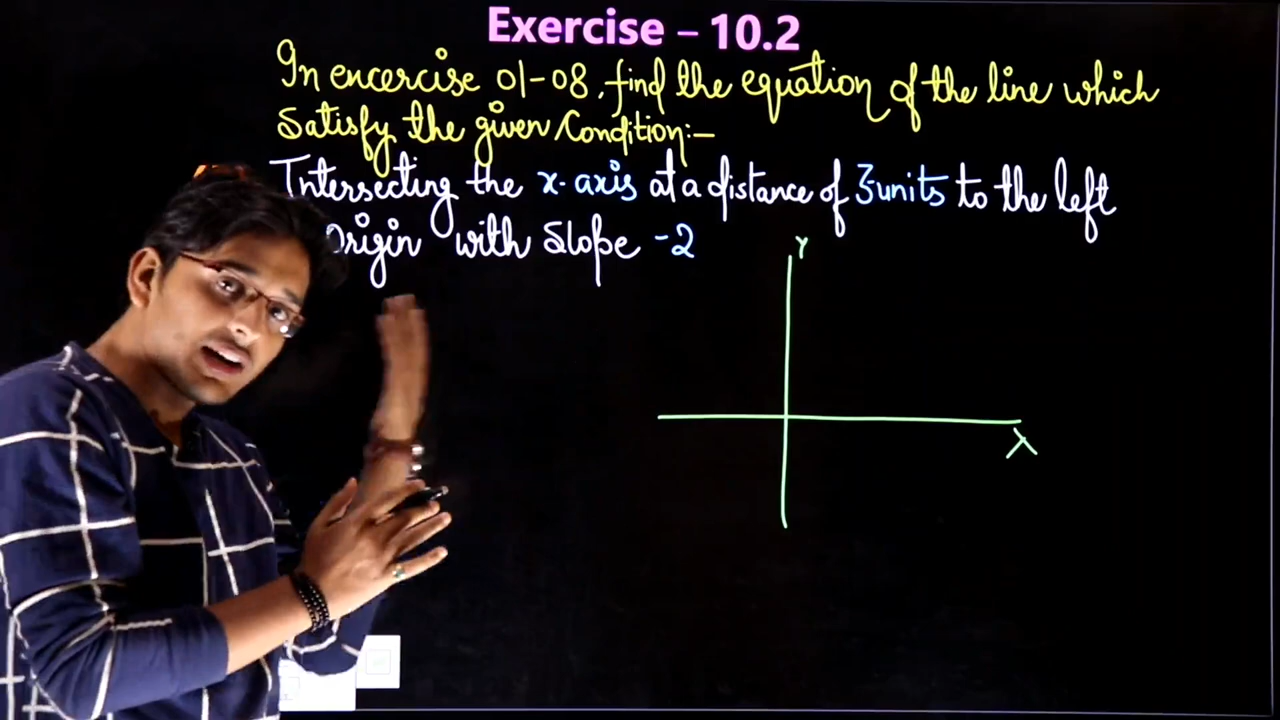 Exercise – 10.2
In encercise 01-08, find the equation of the line which
Satisfy the given Condition:–
Intersecting the x-axis at a distance of 3units to the left
Origin with Slope -2
Y
X